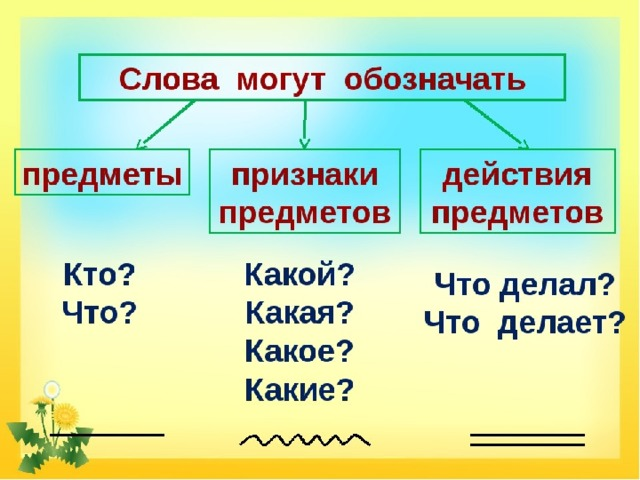 Слова могут обозначать
предметы
признаки
предметов
действия
предметов
Кто?
Что?
Какой?
Какая?
Какое?
Какие?
Что делал?
Что делает?